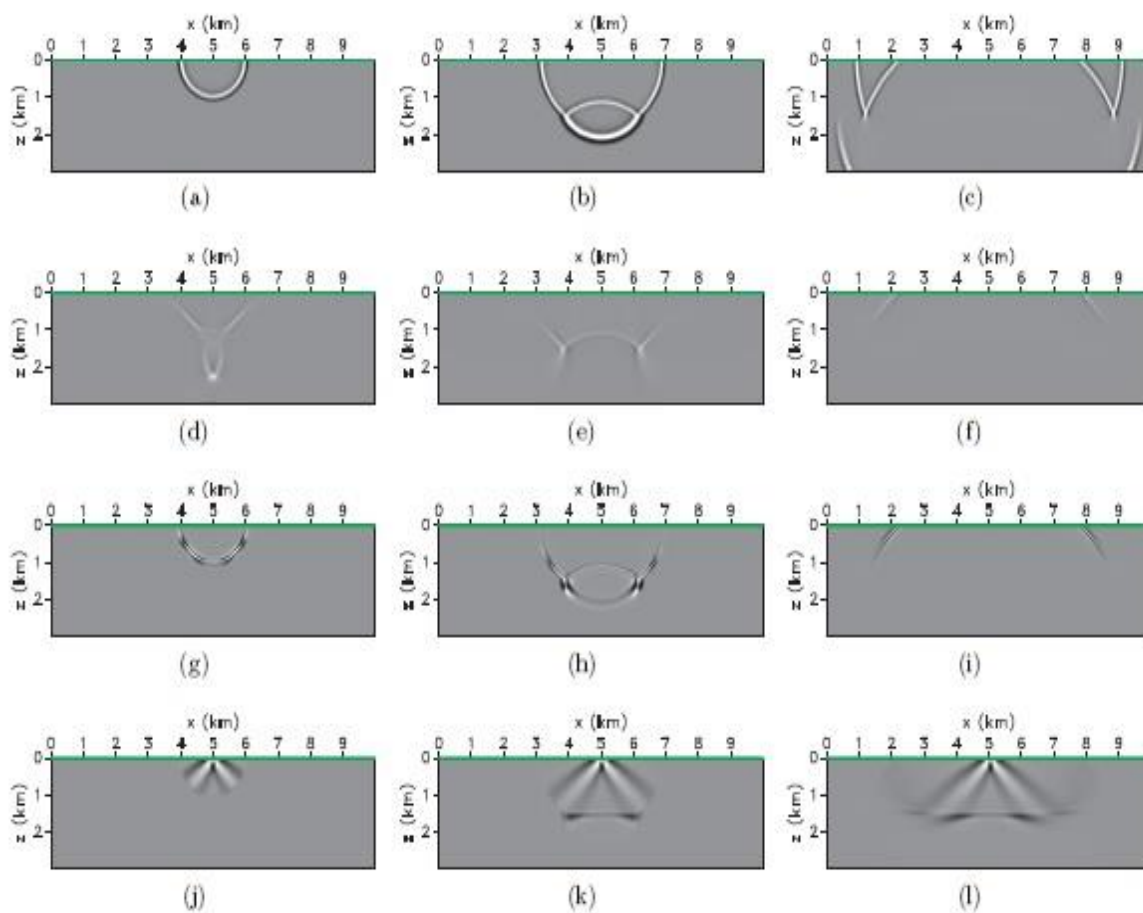 x (km) x (km) x (km)
0 1 2 3 4 5 6 7 8 9 0 1 2 3 4 5 6 7 8 9 0 1 2 3 4 5 6 7 8 9
0 0 0
1 1 1
2 2 2
z (km) z (km) z (km)
(a) (b) (c)
x (km) x (km) x (km)
0 1 2 3 4 5 6 7 8 9 0 1 2 3 4 5 6 7 8 9 0 1 2 3 4 5 6 7 8 9
0 0 0
1 1 1
2 2 2
z (km) z (km) z (km)
(d) (e) (f)
x (km) x (km) x (km)
0 1 2 3 4 5 6 7 8 9 0 1 2 3 4 5 6 7 8 9 0 1 2 3 4 5 6 7 8 9
0 0 0
1 1 1
2 2 2
z (km) z (km) z (km)
(g) (h) (i)
x (km) x (km) x (km)
0 1 2 3 4 5 6 7 8 9 0 1 2 3 4 5 6 7 8 9 0 1 2 3 4 5 6 7 8 9
0 0 0
1 1 1
2 2 2
z (km) z (km) z (km)
(j) (k) (l)